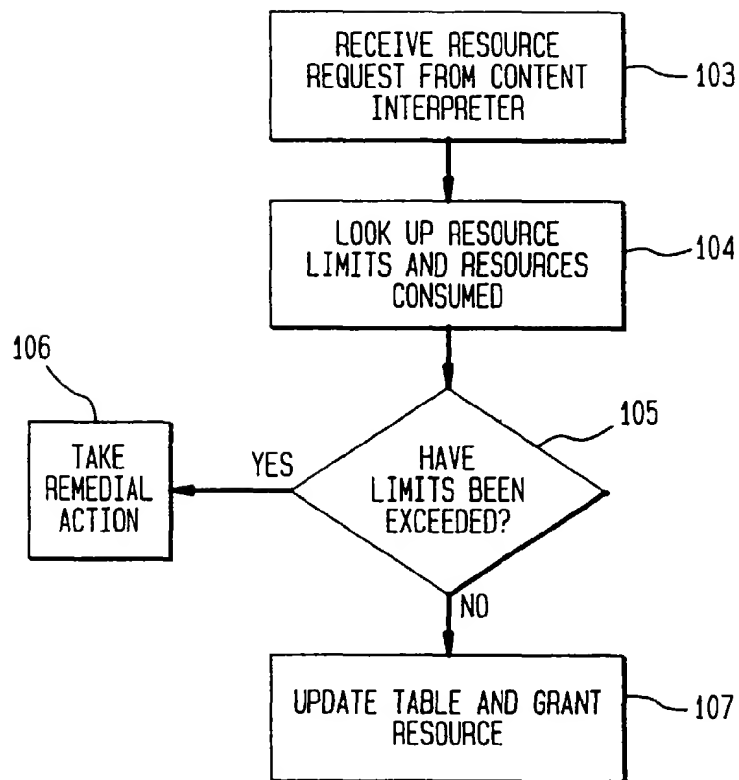 RECEIVE RESOURCE
REQUEST FROM CONTENT
INTERPRETER
103
LOOK UP RESOURCE
LIMITS AND RESOURCES
CONSUMED
104
106
105
TAKE
REMEDIAL
ACTION
YES
HAVE
LIMITS BEEN
EXCEEDED?
NO
UPDATE TABLE AND GRANT
RESOURCE
107